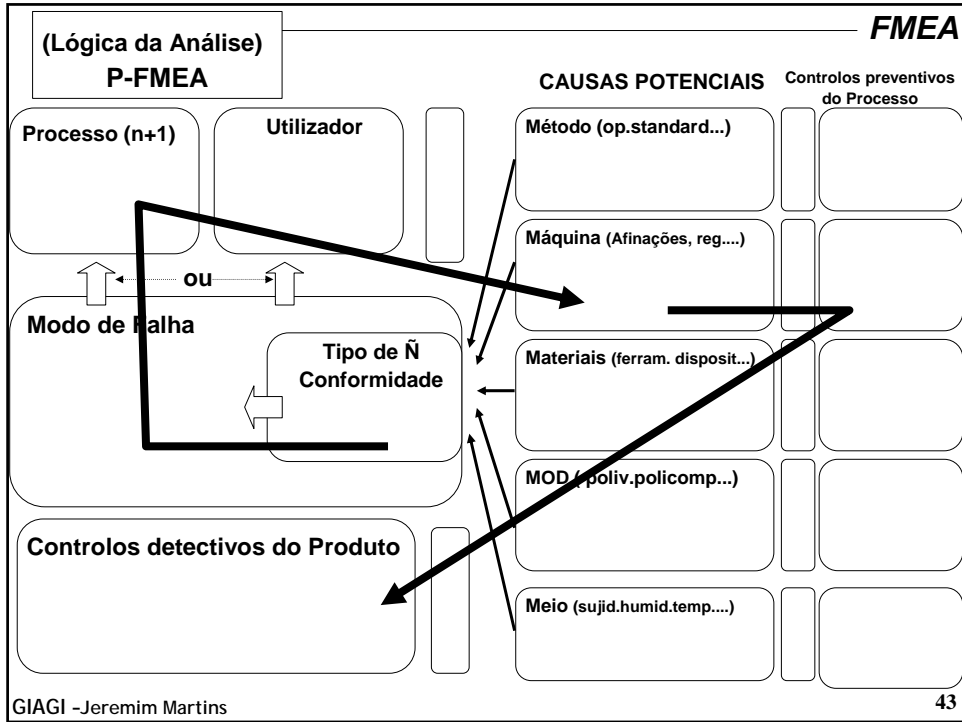 (Lógica da Análise)
P-FMEA
FMEA
CAUSAS POTENCIAIS
Controlos preventivos
do Processo
Processo (n+1)
Utilizador
ou
Modo de Falha
Tipo de Ñ
Conformidade
Controlos detectivos do Produto
Método (op.standard...)
Máquina (Afinações, reg....)
Materiais (ferram. disposit...)
MOD ( poliv.policomp...)
Meio (sujid.humid.temp....)
GIAGI –Jeremim Martins
43